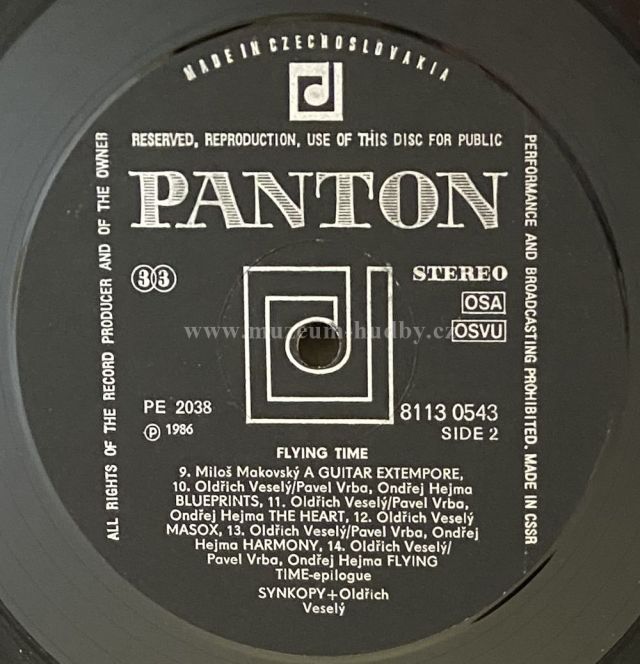 MADE IN CZECHOSLOVAKIA
RESERVED, REPRODUCTION, USE OF THIS DISC FOR PUBLIC
PERFORMANCE AND BROADCASTING PROHIBITED. MADE IN CSSR
ALL RIGHTS OF THE RECORD PRODUCER AND OF THE OWNER
PANTON
33
STEREO
OSA
OSVU
www.muzeum-hudby.cz
PE 2038
Ⓟ 1986
8113 0543
SIDE 2
FLYING TIME
9. Miloš Makovský A GUITAR EXTEMPORE,
10. Oldřich Veselý/Pavel Vrba, Ondřej Hejma
BLUEPRINTS, 11. Oldřich Veselý/Pavel Vrba,
Ondřej Hejma THE HEART, 12. Oldřich Veselý
MASOX, 13. Oldřich Veselý/Pavel Vrba, Ondřej
Hejma HARMONY, 14. Oldřich Veselý/
Pavel Vrba, Ondřej Hejma FLYING
TIME-epilogue
SYNKOPY+Oldřich
Veselý